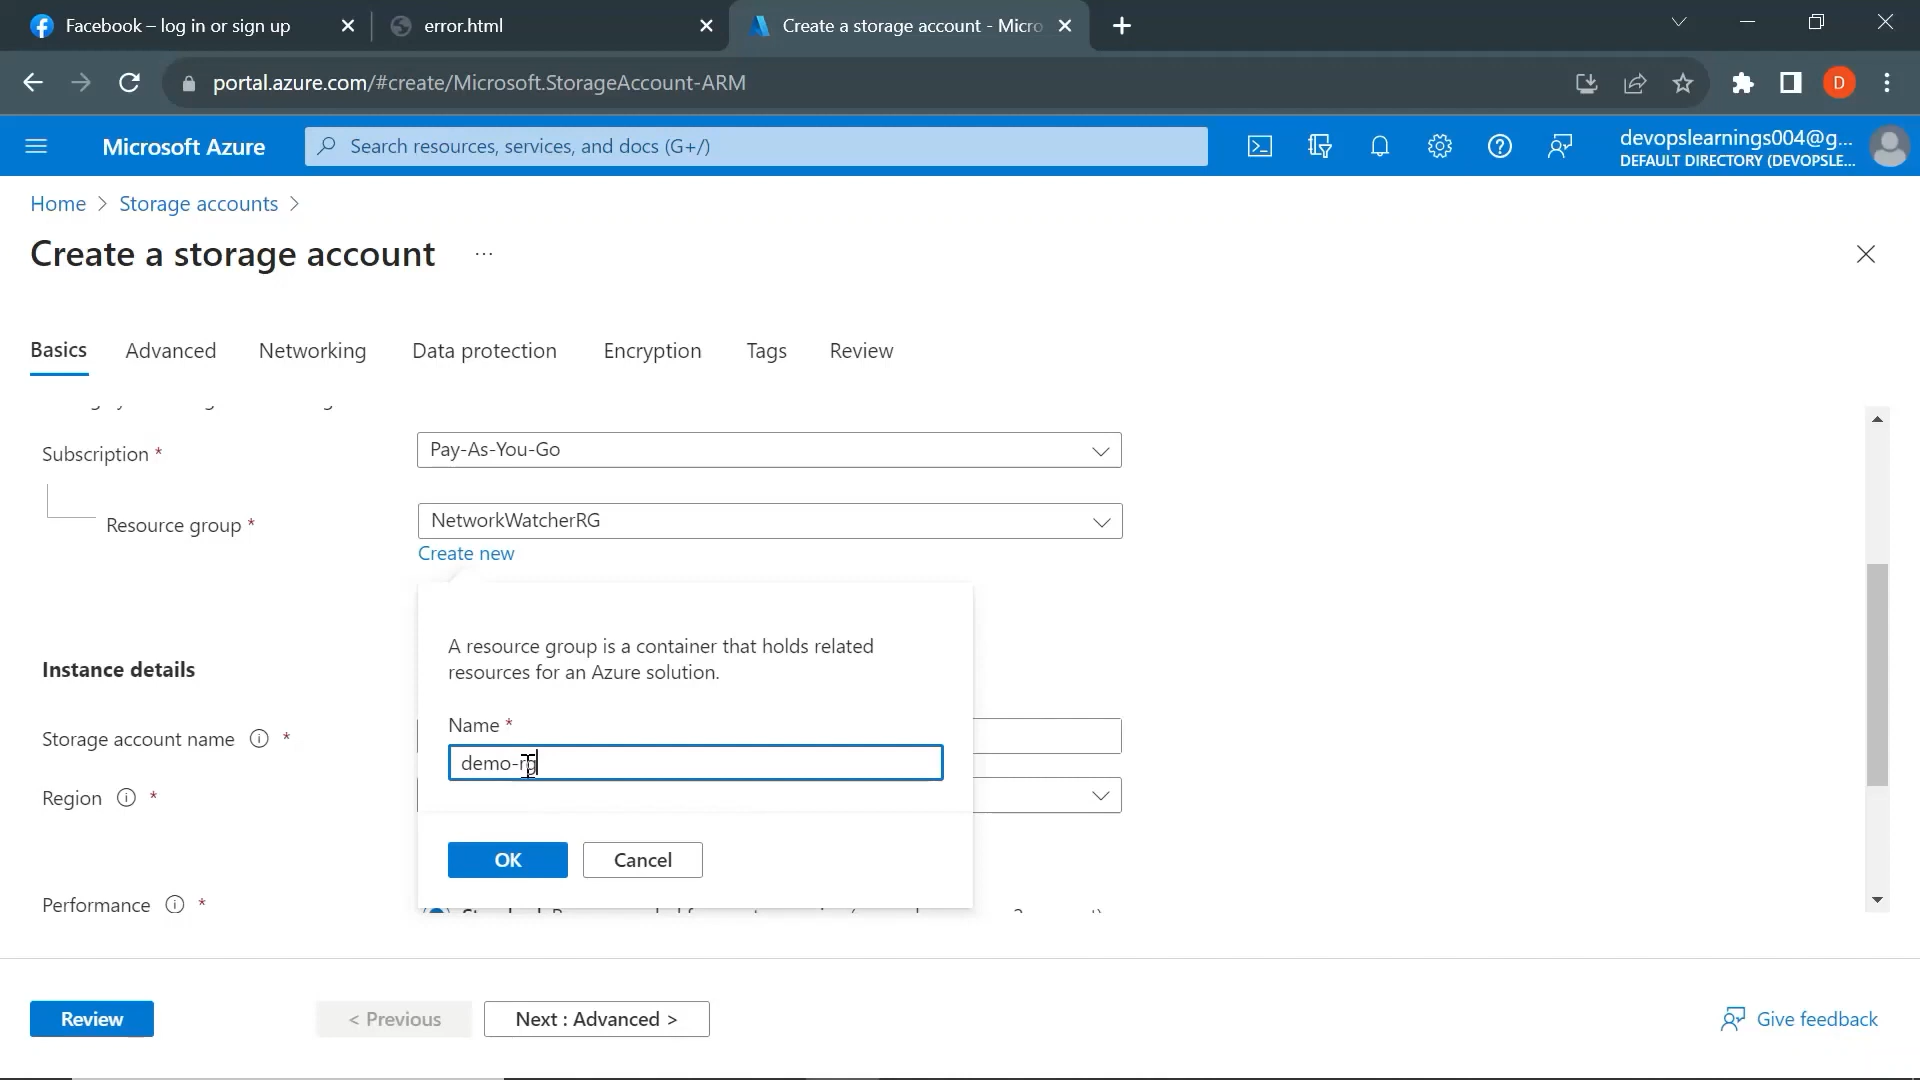 Facebook – log in or sign up
error.html
Create a storage account - Micro
portal.azure.com/#create/Microsoft.StorageAccount-ARM
D
Microsoft Azure
Search resources, services, and docs (G+/)
devopslearnings004@g...
DEFAULT DIRECTORY (DEVOPSLE...
Home > Storage accounts >
Create a storage account ...
Basics
Advanced
Networking
Data protection
Encryption
Tags
Review
Subscription *
Pay-As-You-Go
Resource group *
NetworkWatcherRG
Create new
A resource group is a container that holds related
resources for an Azure solution.
Instance details
Name *
Storage account name *
demo-rg
Region *
OK
Cancel
Performance *
Review
< Previous
Next : Advanced >
Give feedback